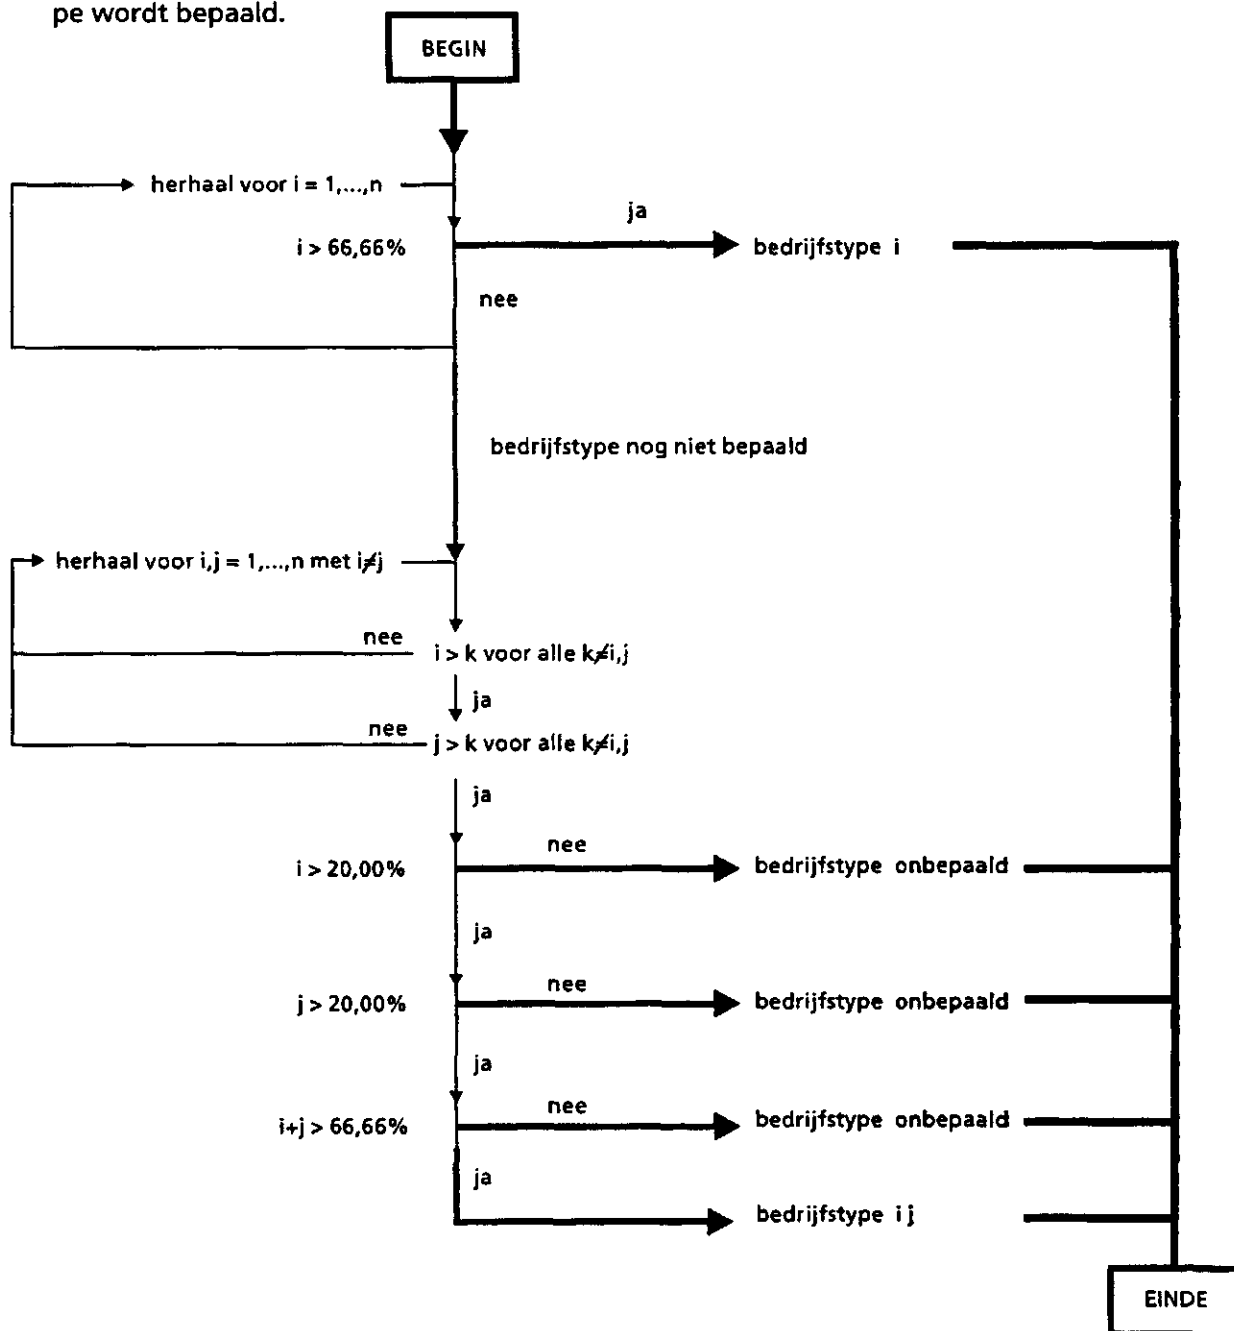 pe wordt bepaald.
BEGIN
herhaal voor i = 1,...,n
ja
i > 66,66%
bedrijfstype i
nee
bedrijfstype nog niet bepaald
herhaal voor i,j = 1,...,n met i≠j
nee
i > k voor alle k≠i,j
ja
nee
j > k voor alle k≠i,j
ja
nee
i > 20,00%
bedrijfstype onbepaald
ja
nee
j > 20,00%
bedrijfstype onbepaald
ja
nee
i+j > 66,66%
bedrijfstype onbepaald
ja
bedrijfstype i j
EINDE